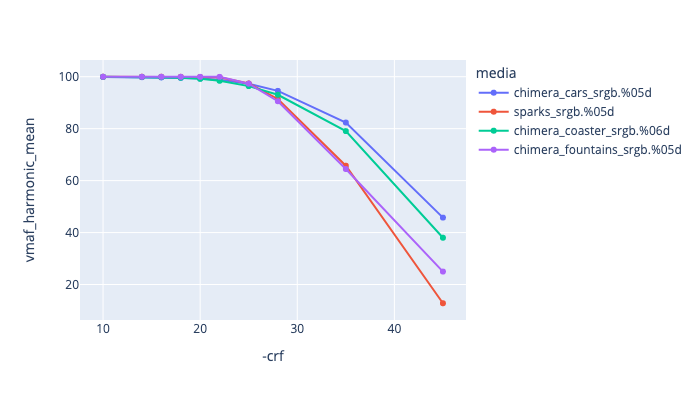 media
chimera_cars_srgb.%05d
sparks_srgb.%05d
chimera_coaster_srgb.%06d
chimera_fountains_srgb.%05d
vmaf_harmonic_mean
100
80
60
40
20
10 20 30 40
-crf